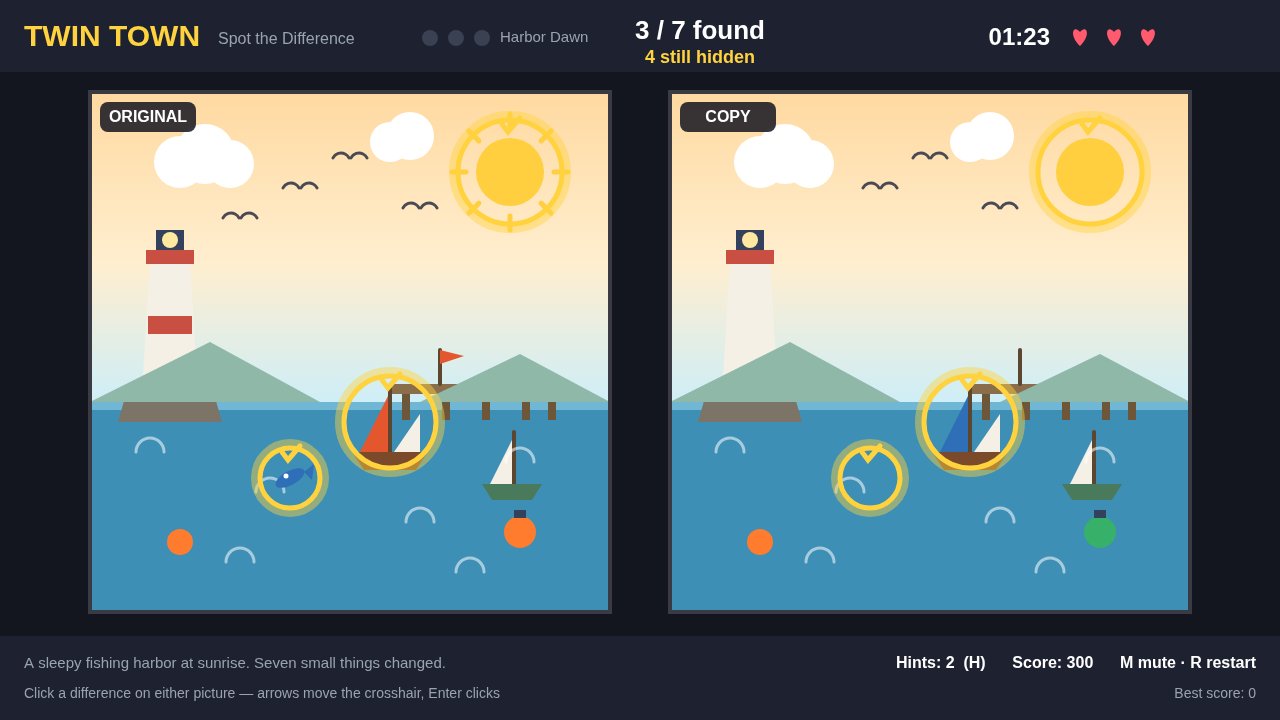 TWIN TOWN
Spot the Difference
Harbor Dawn
3 / 7 found
4 still hidden
01:23
ORIGINAL
COPY
A sleepy fishing harbor at sunrise. Seven small things changed.
Hints: 2 (H)
Score: 300
M mute · R restart
Click a difference on either picture — arrows move the crosshair, Enter clicks
Best score: 0